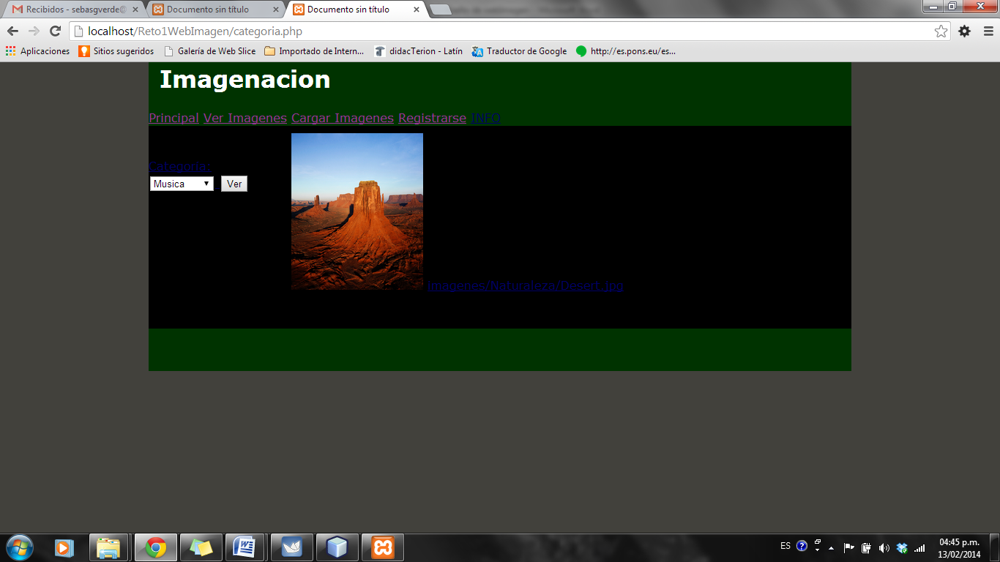 Recibidos - sebasgverde@ Documento sin título Documento sin título
localhost/Reto1WebImagen/categoria.php
Aplicaciones Sitios sugeridos Galería de Web Slice Importado de Intern... didacTerion - Latín Traductor de Google http://es.pons.eu/es...
Imagenacion
Principal Ver Imagenes Cargar Imagenes Registrarse INFO
Categoría:
Musica Ver
imagenes/Naturaleza/Desert.jpg
ES 04:45 p.m.
13/02/2014